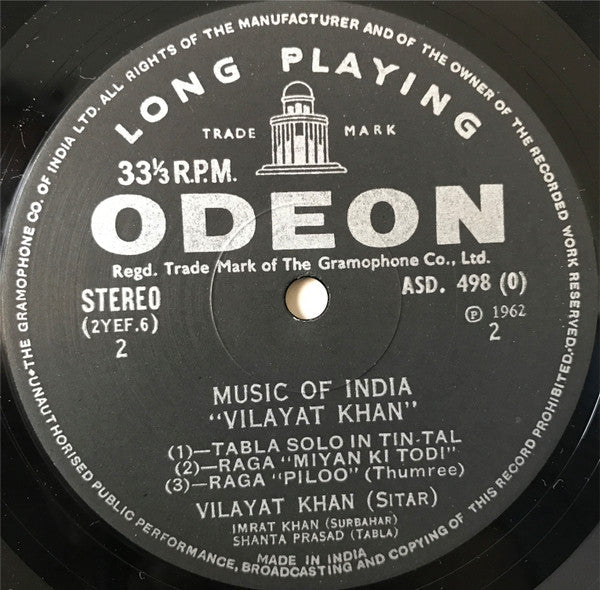 THE GRAMOPHONE CO. OF INDIA LTD. ALL RIGHTS OF THE MANUFACTURER AND OF THE OWNER OF THE RECORDED WORK RESERVED.
LONG PLAYING
TRADE MARK
33⅓ R.P.M.
ODEON
Regd. Trade Mark of The Gramophone Co., Ltd.
STEREO
(2YEF.6)
2
ASD. 498 (O)
℗ 1962
2
MUSIC OF INDIA
"VILAYAT KHAN"
(1)—TABLA SOLO IN TIN-TAL
(2)—RAGA "MIYAN KI TODI"
(3)—RAGA "PILOO" (Thumree)
VILAYAT KHAN (SITAR)
IMRAT KHAN (SURBAHAR)
SHANTA PRASAD (TABLA)
MADE IN INDIA
UNAUTHORISED PUBLIC PERFORMANCE, BROADCASTING AND COPYING OF THIS RECORD PROHIBITED.